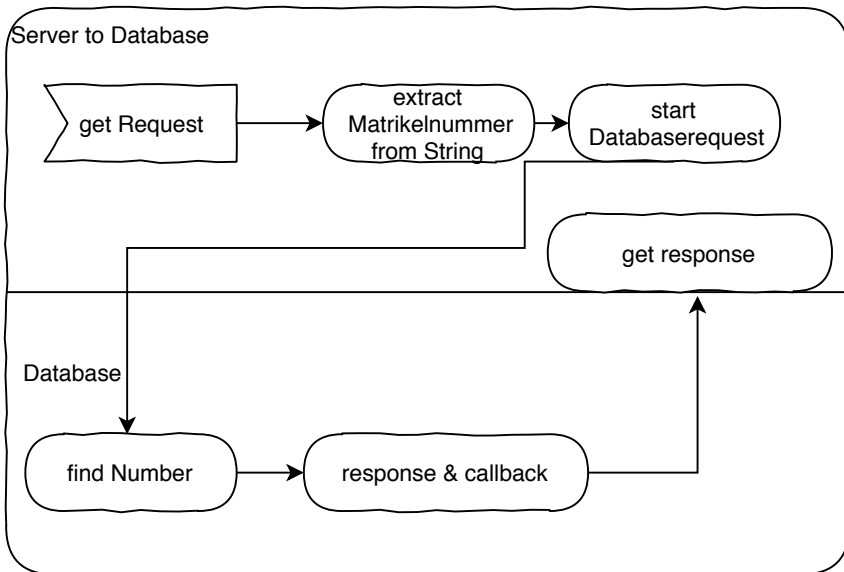 Server to Database
get Request
extract
Matrikelnummer
from String
start
Databaserequest
get response
Database
find Number
response & callback